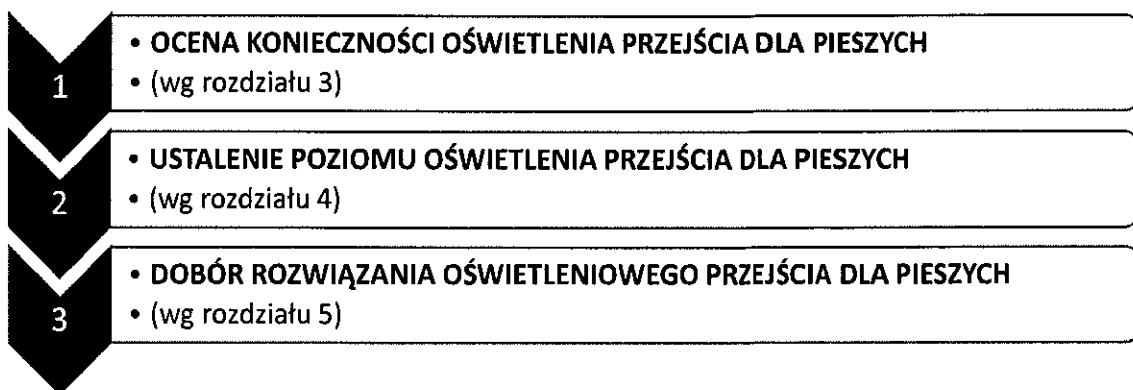 1
• OCENA KONIECZNOŚCI OŚWIETLENIA PRZEJŚCIA DLA PIESZYCH
• (wg rozdziału 3)
2
• USTALENIE POZIOMU OŚWIETLENIA PRZEJŚCIA DLA PIESZYCH
• (wg rozdziału 4)
3
• DOBÓR ROZWIĄZANIA OŚWIETLENIOWEGO PRZEJŚCIA DLA PIESZYCH
• (wg rozdziału 5)